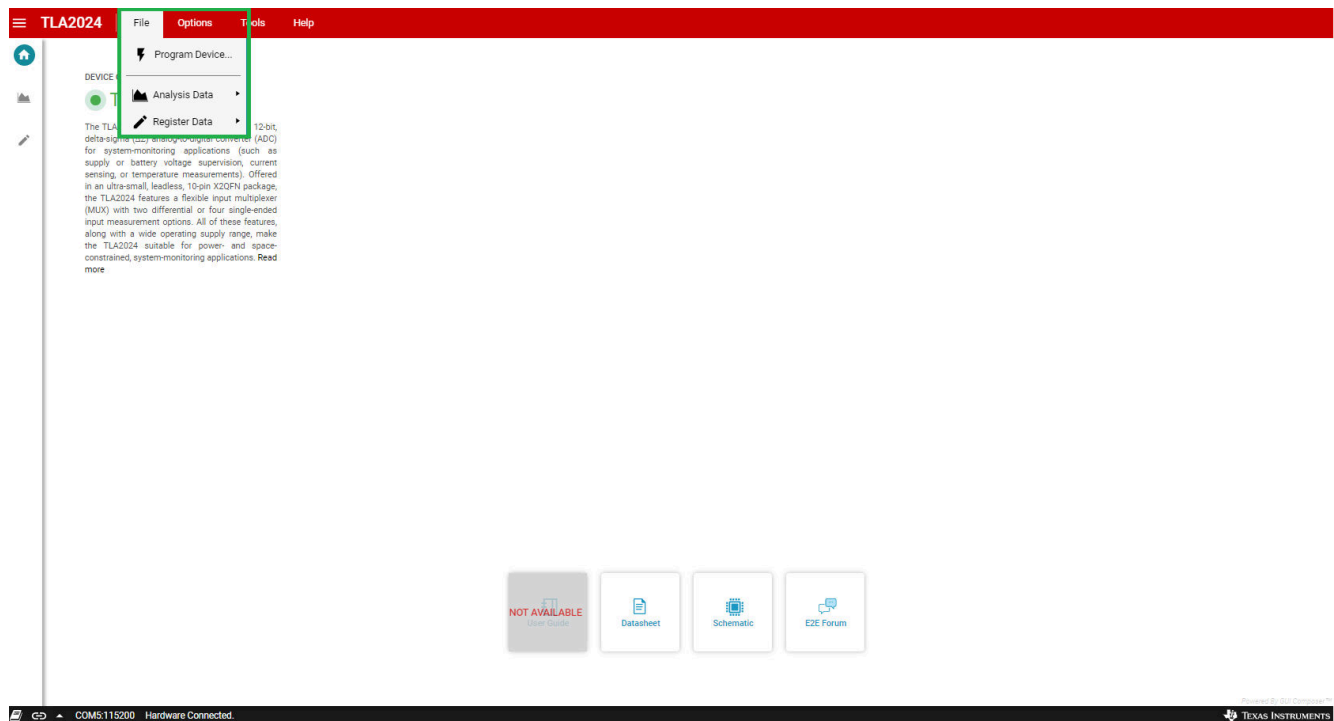 TLA2024
File Options Tools Help
Program Device...
Analysis Data
Register Data
DEVICE
T
The TLA 12-bit,
delta-sigma (ΔΣ) analog-to-digital converter (ADC)
for system-monitoring applications (such as
supply or battery voltage supervision, current
sensing, or temperature measurements). Offered
in an ultra-small, leadless, 10-pin X2QFN package,
the TLA2024 features a flexible input multiplexer
(MUX) with two differential or four single-ended
input measurement options. All of these features,
along with a wide operating supply range, make
the TLA2024 suitable for power- and space-
constrained, system-monitoring applications. Read
more
NOT AVAILABLE
User Guide
Datasheet
Schematic
E2E Forum
Powered By GUI Composer™
COM5:115200 Hardware Connected.
TEXAS INSTRUMENTS